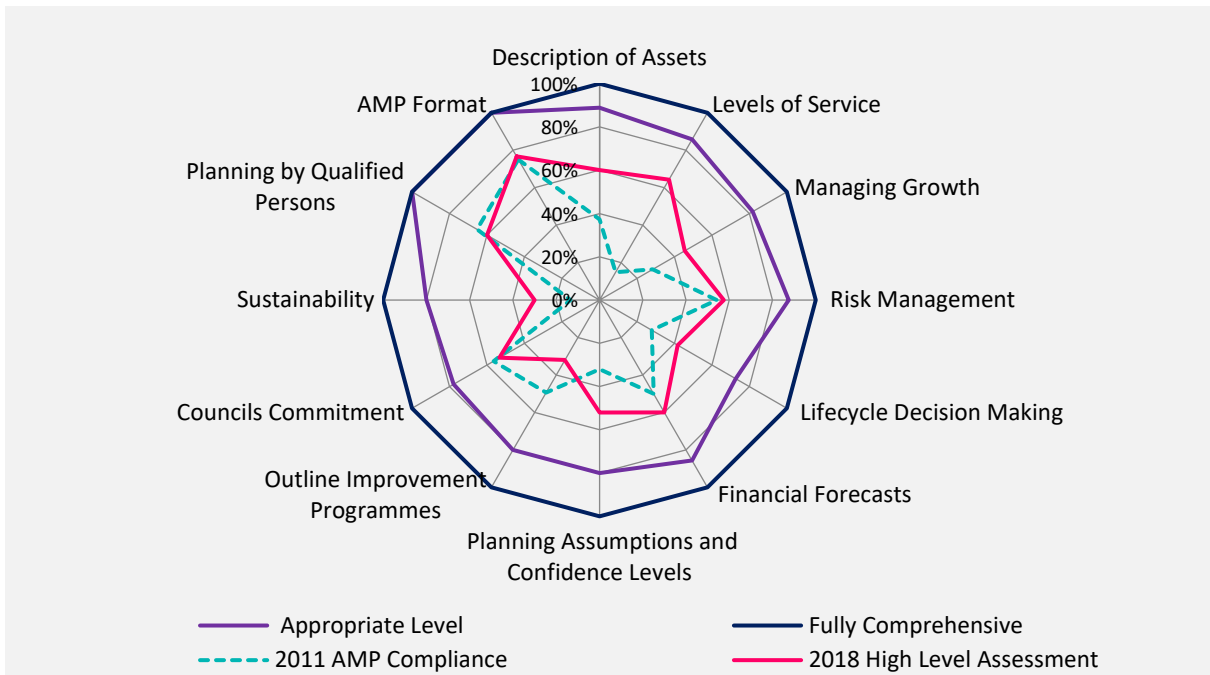 Description of Assets
100%
AMP Format
Levels of Service
80%
Planning by Qualified
Persons
60%
Managing Growth
40%
20%
Sustainability
0%
Risk Management
Councils Commitment
Lifecycle Decision Making
Outline Improvement
Programmes
Financial Forecasts
Planning Assumptions and
Confidence Levels
Appropriate Level
Fully Comprehensive
2011 AMP Compliance
2018 High Level Assessment